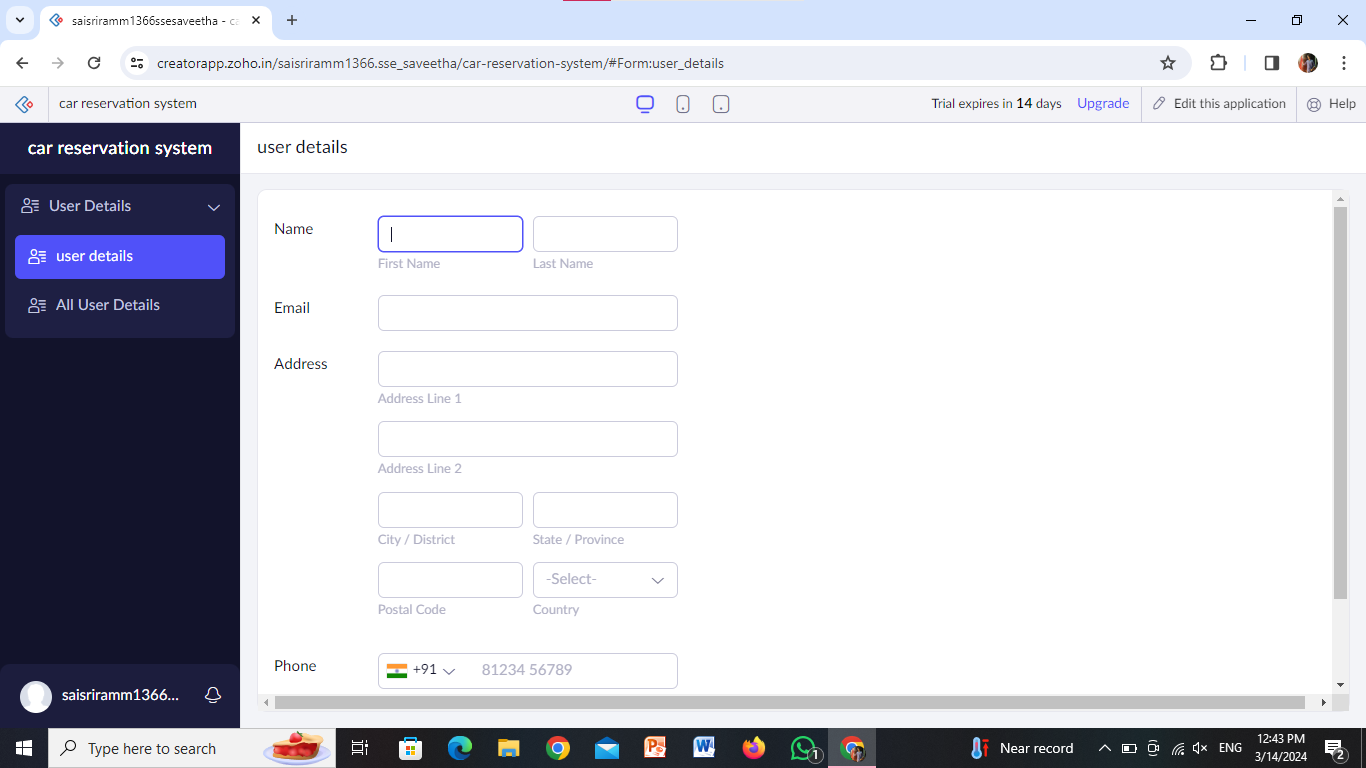 saisriramm1366ssesaveetha - ca
creatorapp.zoho.in/saisriramm1366.sse_saveetha/car-reservation-system/#Form:user_details
car reservation system
Trial expires in 14 days Upgrade Edit this application Help
car reservation system
user details
User Details
user details
All User Details
Name
First Name Last Name
Email
Address
Address Line 1
Address Line 2
City / District State / Province
-Select-
Postal Code Country
Phone +91 81234 56789
saisriramm1366...
Type here to search
1
Near record
ENG
12:43 PM
3/14/2024
2